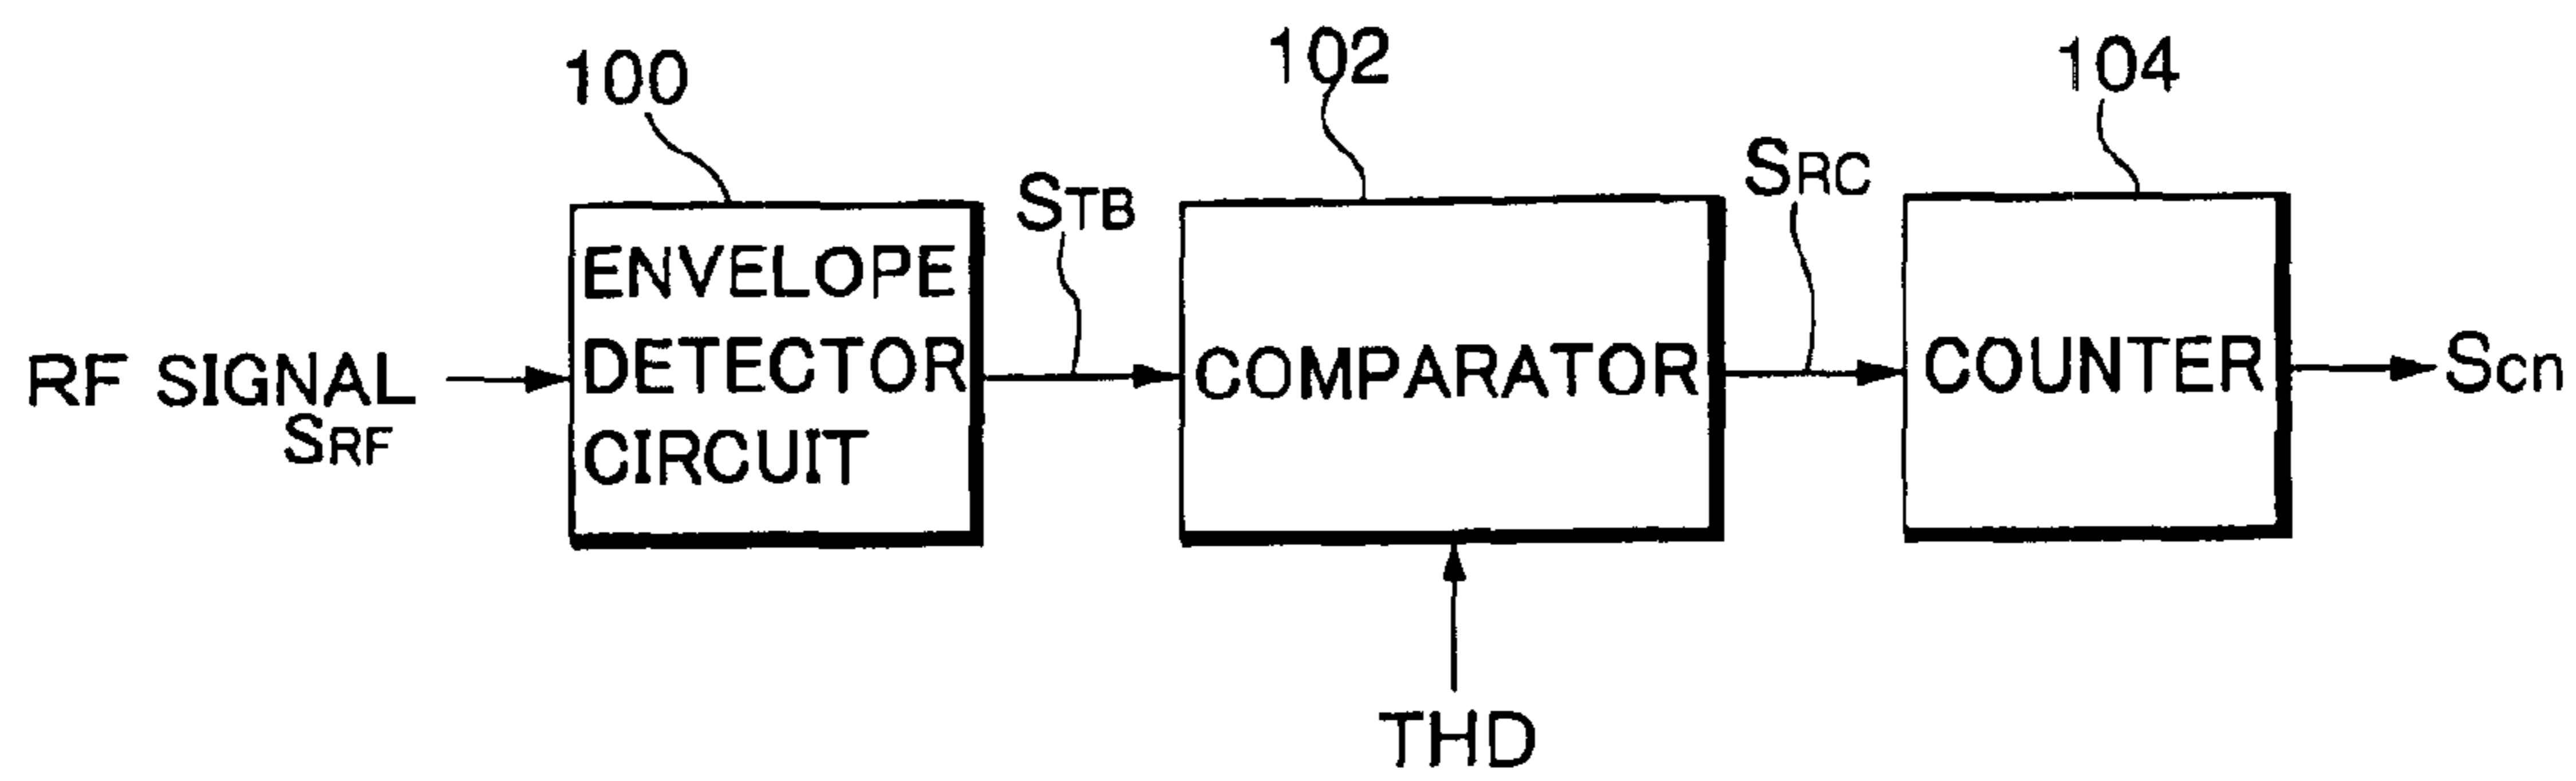 100
102
104
STB
SRC
ENVELOPE
DETECTOR
CIRCUIT
RF SIGNAL
SRF
COMPARATOR
COUNTER
Scn
THD